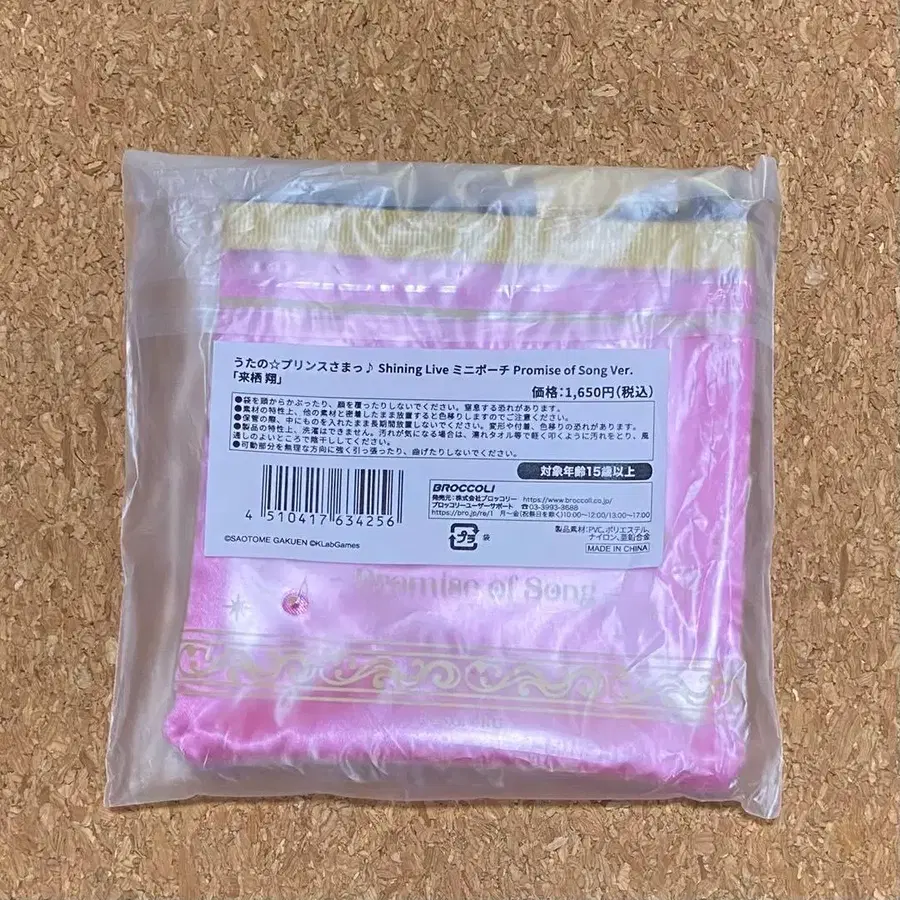 うたの☆プリンスさまっ♪ Shining Live ミニポーチ Promise of Song Ver.
「来栖 翔」
価格:1,650円(税込)
●袋を頭からかぶったり、顔を覆ったりしないでください。窒息する恐れがあります。
●素材の特性上、他の素材と密着したまま放置すると色移りしますのでご注意ください。
●保管の際、中にものを入れたまま長期間放置しないでください。変形や付着、色移りの恐れがあります。
●製品の特性上、洗濯はできません。汚れが気になる場合は、濡れタオル等で軽く叩くように汚れをとり、風
通しのよいところで陰干ししてください。
●可動部分を無理な方向に強く引っ張ったり、曲げたりしないでください。
対象年齢15歳以上
4 510417 634256
BROCCOLI
発売元:株式会社ブロッコリー https://www.broccoli.co.jp/
ブロッコリーユーザーサポート ☎03-3993-3688
https://bro.jp/re/1 月~金(祝祭日を除く)10:00~12:00/13:00~17:00
プラ 袋
製品素材:PVC、ポリエステル、
ナイロン、亜鉛合金
©SAOTOME GAKUEN ©KLabGames
MADE IN CHINA
Promise of Song